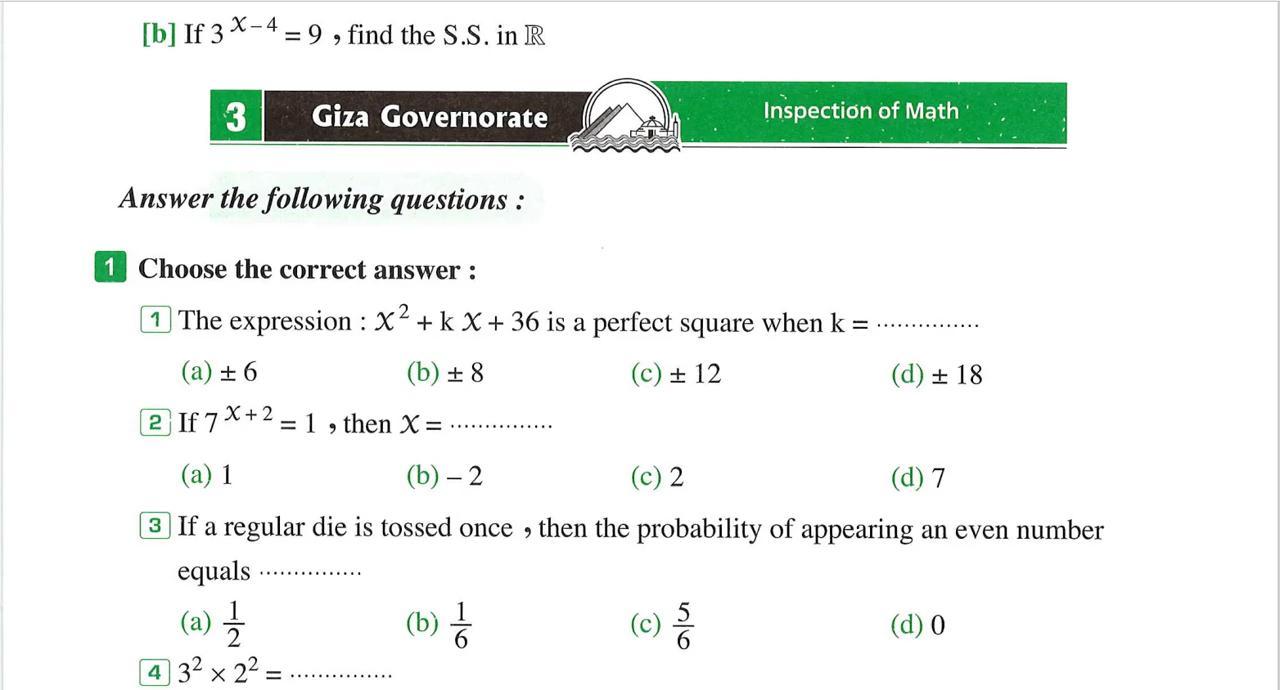 [b] If 3^{x−4} = 9 , find the S.S. in ℝ
3 Giza Governorate Inspection of Math
Answer the following questions :
1 Choose the correct answer :
1 The expression : x² + k x + 36 is a perfect square when k = ...............
(a) ± 6 (b) ± 8 (c) ± 12 (d) ± 18
2 If 7^{x+2} = 1 , then x = ...............
(a) 1 (b) – 2 (c) 2 (d) 7
3 If a regular die is tossed once , then the probability of appearing an even number
equals ...............
(a) 1/2 (b) 1/6 (c) 5/6 (d) 0
4 3² × 2² = ...............